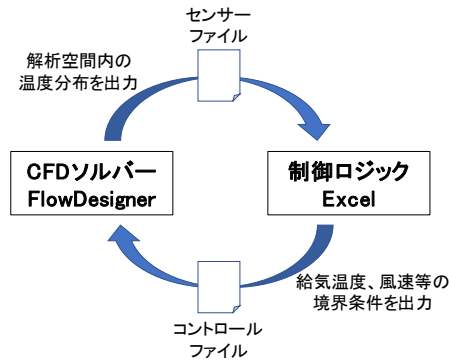 センサー
ファイル
解析空間内の
温度分布を出力
CFDソルバー
FlowDesigner
制御ロジック
Excel
給気温度、風速等の
境界条件を出力
コントロール
ファイル